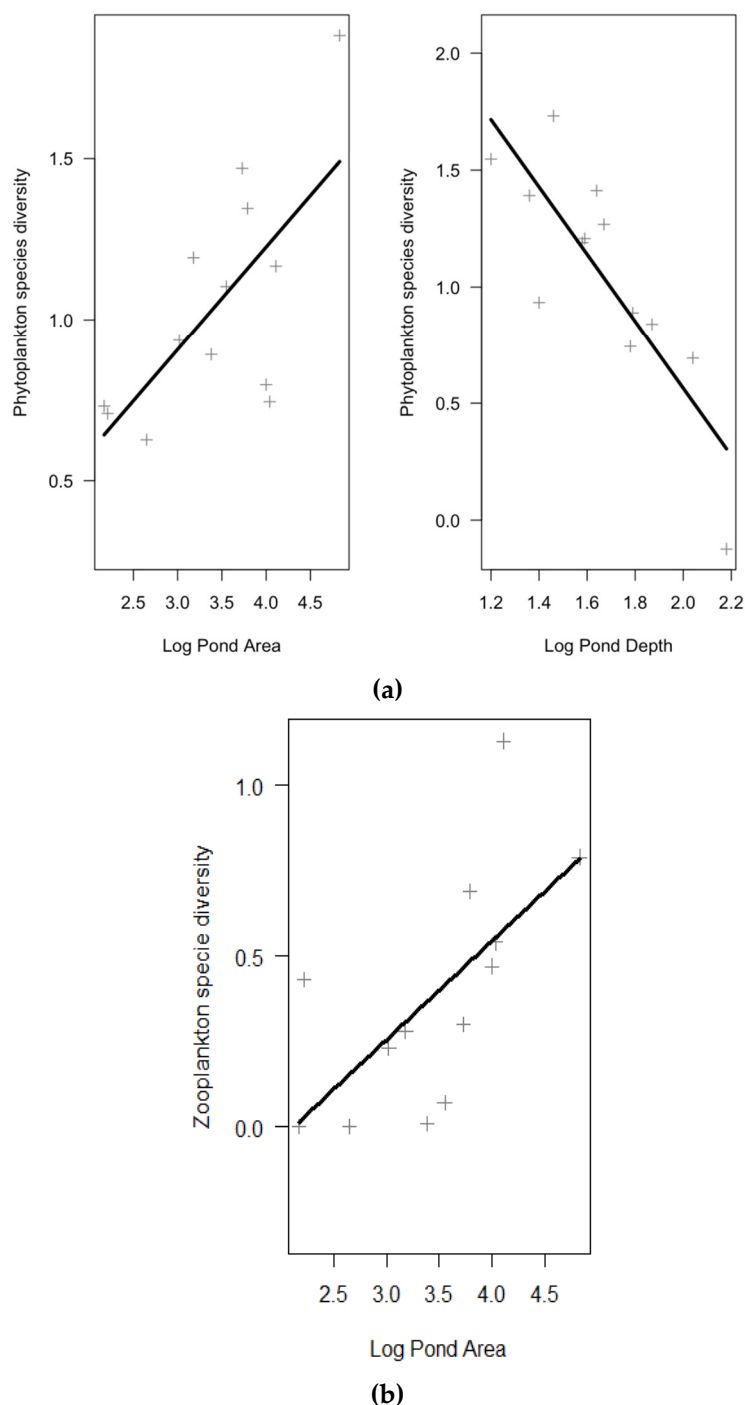 Phytoplankton species diversity
1.5
1.0
0.5
2.5 3.0 3.5 4.0 4.5
Log Pond Area
Phytoplankton species diversity
2.0
1.5
1.0
0.5
0.0
1.2 1.4 1.6 1.8 2.0 2.2
Log Pond Depth
(a)
Zooplankton specie diversity
1.0
0.5
0.0
2.5 3.0 3.5 4.0 4.5
Log Pond Area
(b)